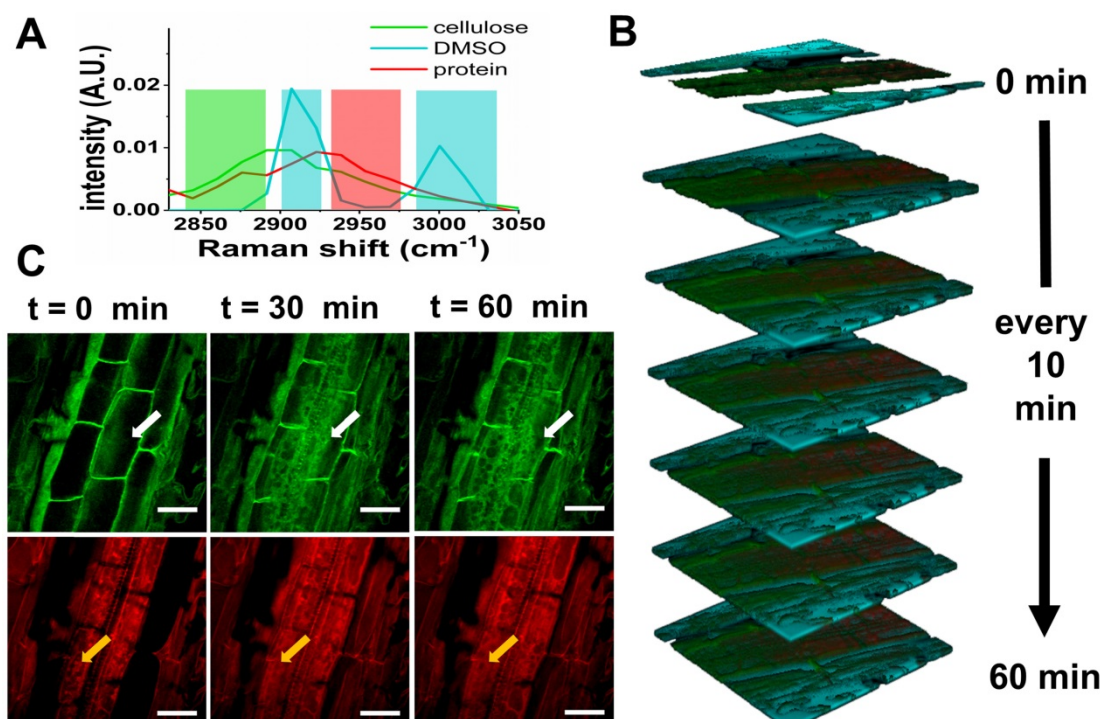 A
cellulose
DMSO
protein
intensity (A.U.)
0.02
0.01
0.00
2850 2900 2950 3000 3050
Raman shift (cm⁻¹)
B
0 min
every
10
min
60 min
C
t = 0 min t = 30 min t = 60 min